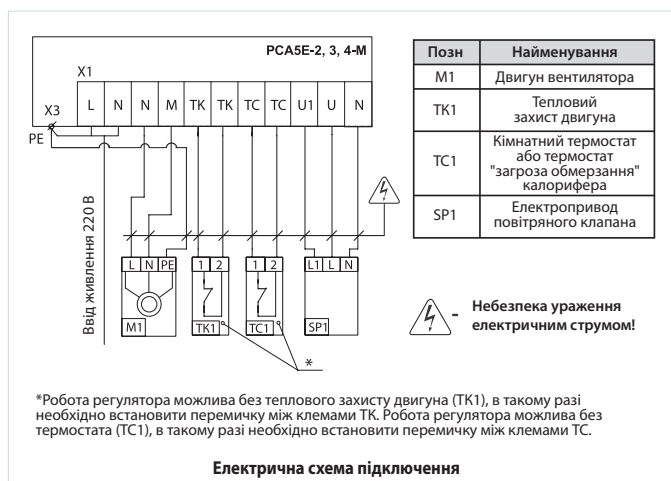 РСА5Е-2, 3, 4-М
X1
L N N M TK TK TC TC U1 U N
X3
PE
Ввід живлення 220 В
L N PE
1 2
1 2
L1 L N
M1
TK1
TC1
SP1
*
Позн Найменування
M1 Двигун вентилятора
TK1 Тепловий
захист двигуна
TC1 Кімнатний термостат
або термостат
"загроза обмерзання"
калорифера
SP1 Електропривод
повітряного клапана
- Небезпека ураження
електричним струмом!
*Робота регулятора можлива без теплового захисту двигуна (ТК1), в такому разі
необхідно встановити перемичку між клемами ТК. Робота регулятора можлива без
термостата (ТС1), в такому разі необхідно встановити перемичку між клемами ТС.
Електрична схема підключення